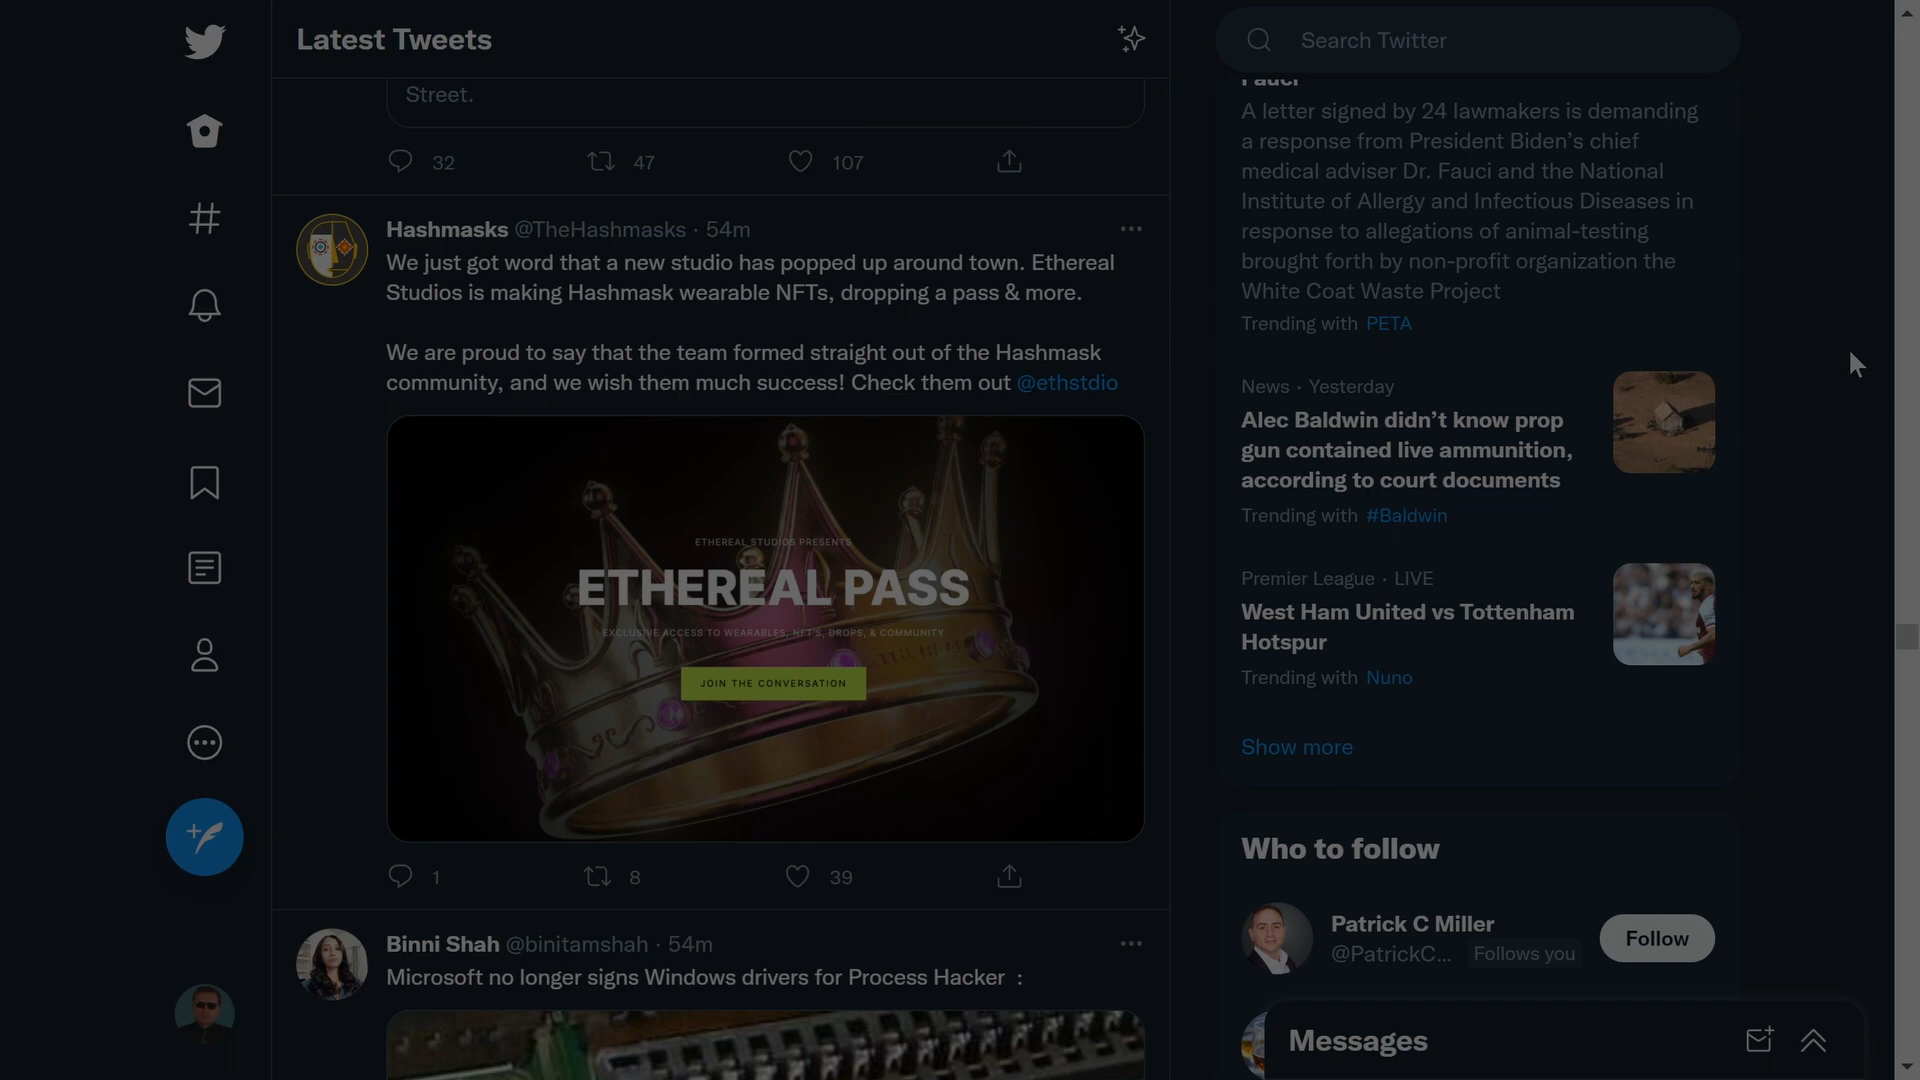 Latest Tweets
Street.
32 47 107
Hashmasks @TheHashmasks · 54m
We just got word that a new studio has popped up around town. Ethereal
Studios is making Hashmask wearable NFTs, dropping a pass & more.
We are proud to say that the team formed straight out of the Hashmask
community, and we wish them much success! Check them out @ethstdio
ETHEREAL STUDIOS PRESENTS
ETHEREAL PASS
EXCLUSIVE ACCESS TO WEARABLES, NFT'S, DROPS, & COMMUNITY
JOIN THE CONVERSATION
1 8 39
Binni Shah @binitamshah · 54m
Microsoft no longer signs Windows drivers for Process Hacker :
Search Twitter
Fauci
A letter signed by 24 lawmakers is demanding
a response from President Biden’s chief
medical adviser Dr. Fauci and the National
Institute of Allergy and Infectious Diseases in
response to allegations of animal-testing
brought forth by non-profit organization the
White Coat Waste Project
Trending with PETA
News · Yesterday
Alec Baldwin didn’t know prop
gun contained live ammunition,
according to court documents
Trending with #Baldwin
Premier League · LIVE
West Ham United vs Tottenham
Hotspur
Trending with Nuno
Show more
Who to follow
Patrick C Miller
@PatrickC... Follows you
Follow
Messages